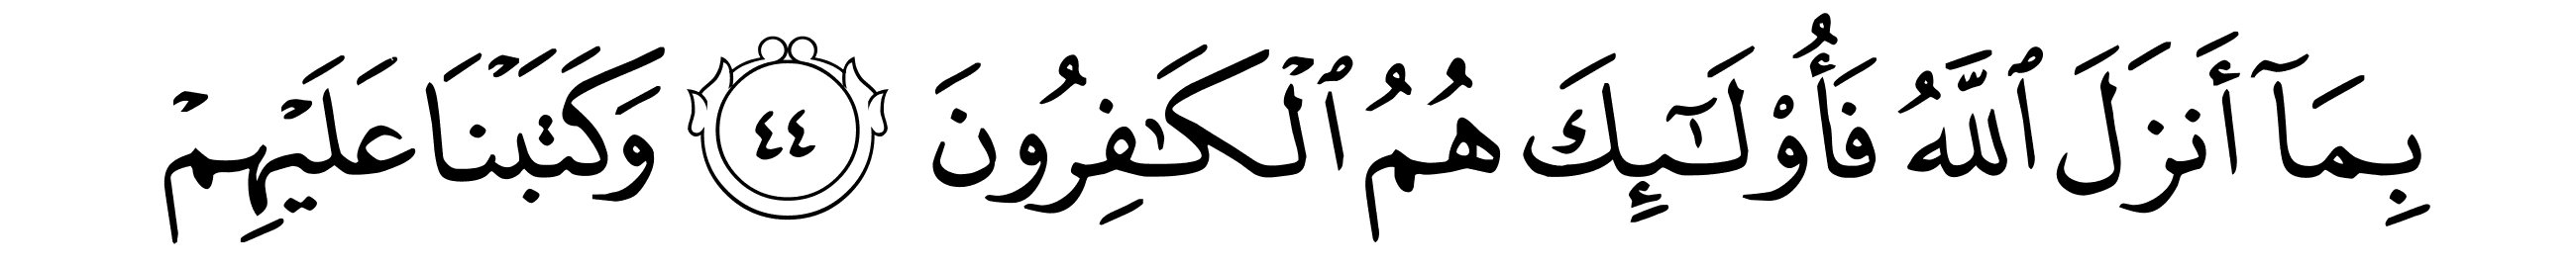 بِمَآ أَنزَلَ ٱللَّهُ فَأُو۟لَـٰٓئِكَ هُمُ ٱلْكَـٰفِرُونَ ٤٤ وَكَتَبْنَا عَلَيْهِمْ